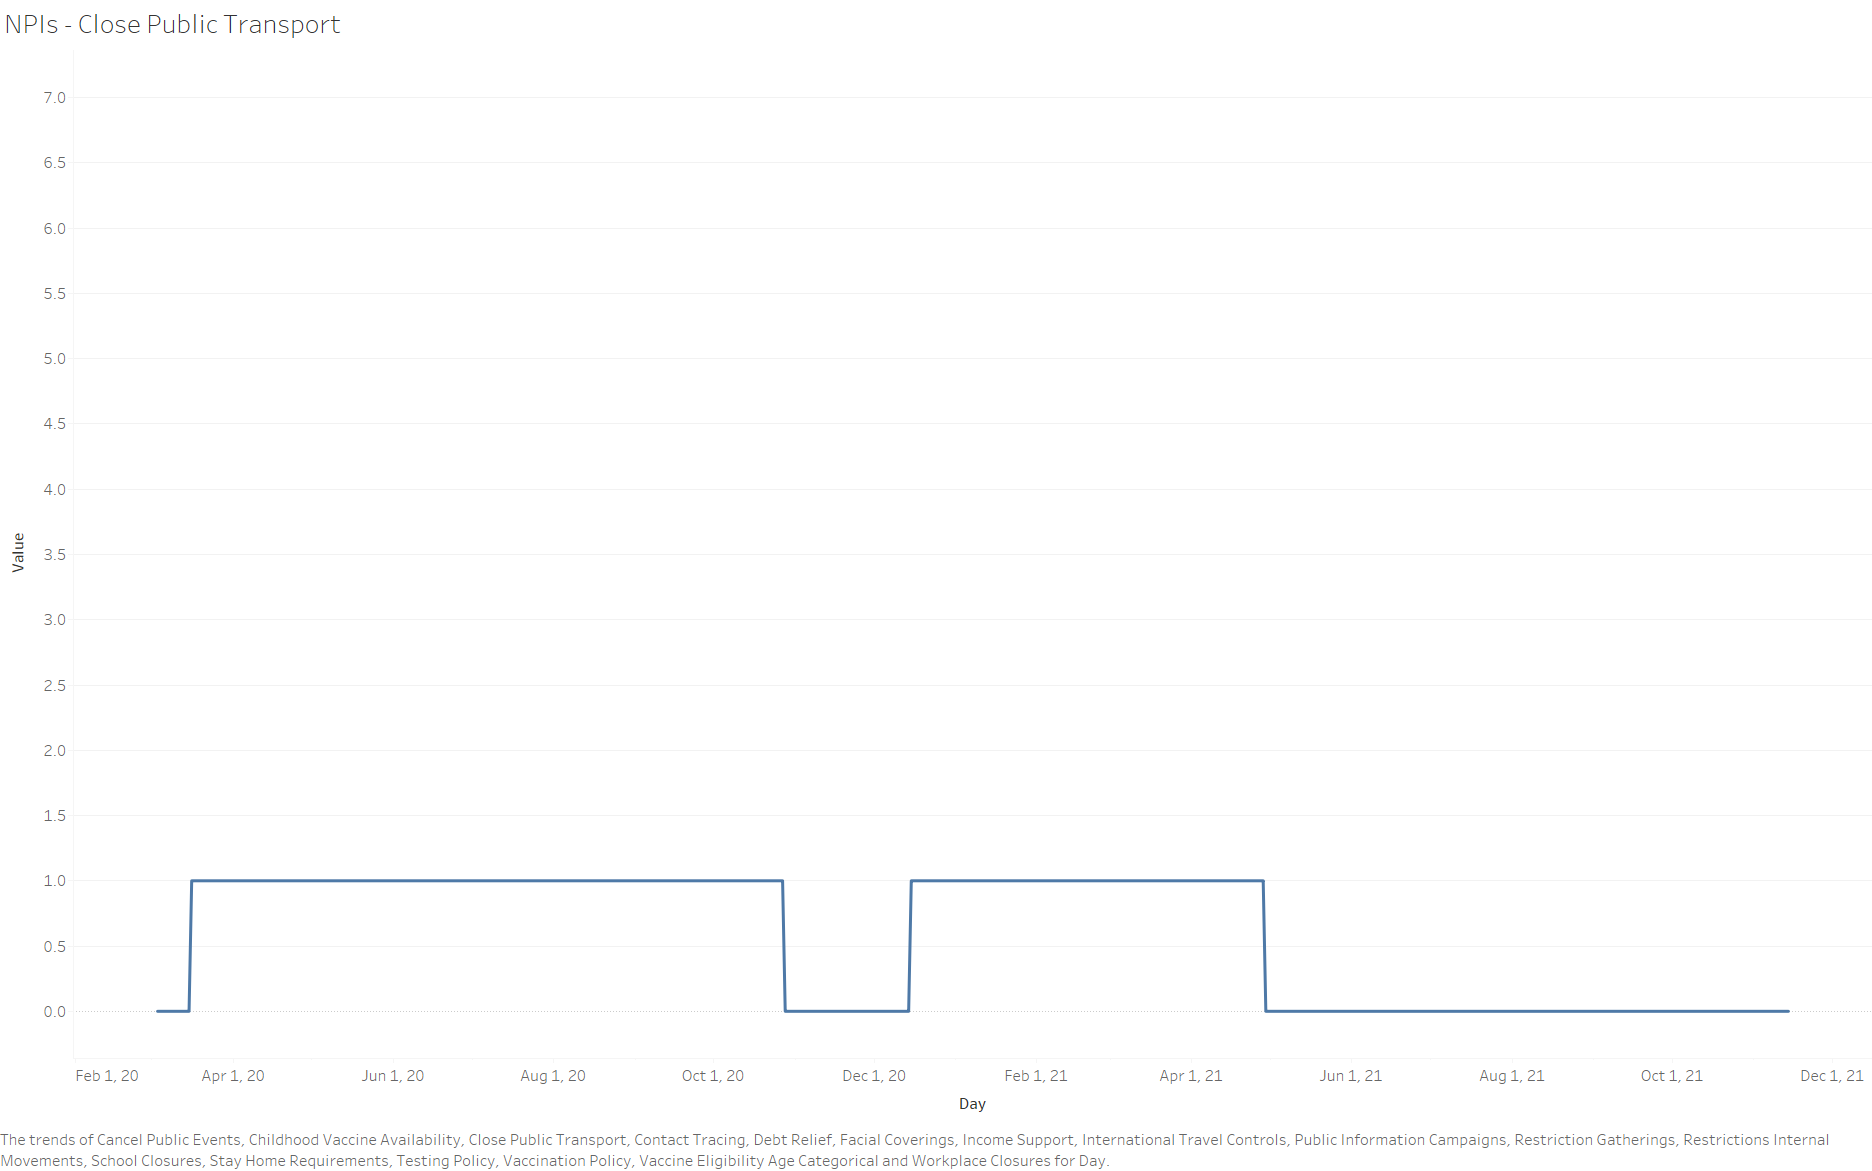 NPIs - Close Public Transport
7.0
6.5
6.0
5.5
5.0
4.5
4.0
3.5
3.0
2.5
2.0
1.5
1.0
0.5
0.0
Value
Feb 1, 20 Apr 1, 20 Jun 1, 20 Aug 1, 20 Oct 1, 20 Dec 1, 20 Feb 1, 21 Apr 1, 21 Jun 1, 21 Aug 1, 21 Oct 1, 21 Dec 1, 21
Day
The trends of Cancel Public Events, Childhood Vaccine Availability, Close Public Transport, Contact Tracing, Debt Relief, Facial Coverings, Income Support, International Travel Controls, Public Information Campaigns, Restriction Gatherings, Restrictions Internal
Movements, School Closures, Stay Home Requirements, Testing Policy, Vaccination Policy, Vaccine Eligibility Age Categorical and Workplace Closures for Day.